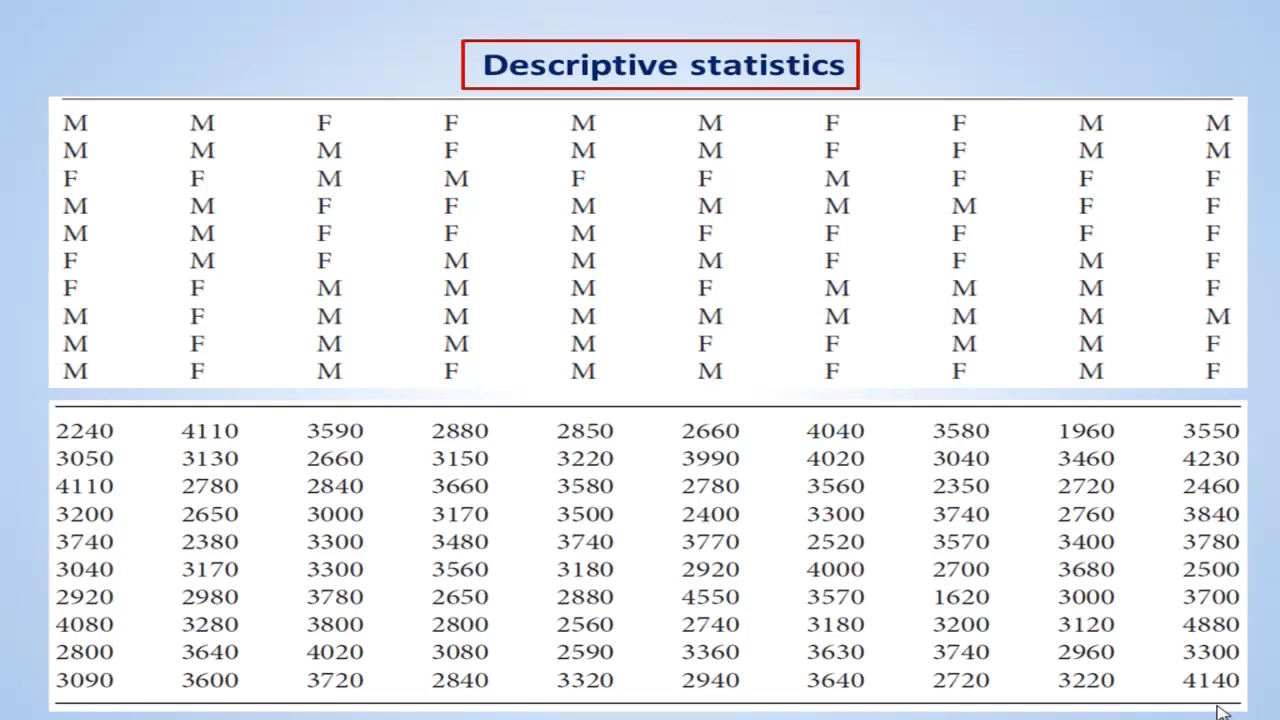 Descriptive statistics
M M F F M M F F M M
M M M F M M F F M M
F F M M F F M F F F
M M F F M M M M F F
M M F F M F F F F F
F M F M M M F F M F
F F M M M F M M M F
M F M M M M M M M M
M F M M M F F M M F
M F M F M M F F M F
2240 4110 3590 2880 2850 2660 4040 3580 1960 3550
3050 3130 2660 3150 3220 3990 4020 3040 3460 4230
4110 2780 2840 3660 3580 2780 3560 2350 2720 2460
3200 2650 3000 3170 3500 2400 3300 3740 2760 3840
3740 2380 3300 3480 3740 3770 2520 3570 3400 3780
3040 3170 3300 3560 3180 2920 4000 2700 3680 2500
2920 2980 3780 2650 2880 4550 3570 1620 3000 3700
4080 3280 3800 2800 2560 2740 3180 3200 3120 4880
2800 3640 4020 3080 2590 3360 3630 3740 2960 3300
3090 3600 3720 2840 3320 2940 3640 2720 3220 4140